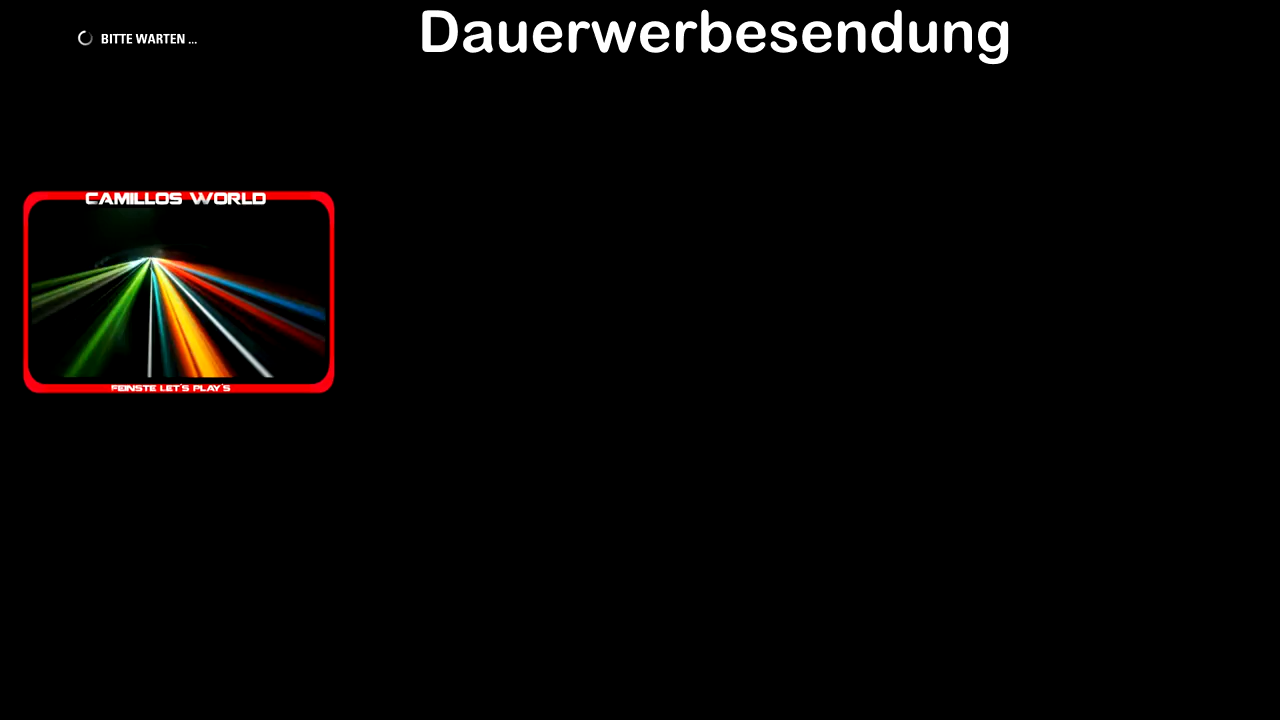 BITTE WARTEN ...
Dauerwerbesendung
CAMILLOS WORLD
FEINSTE LET'S PLAY'S